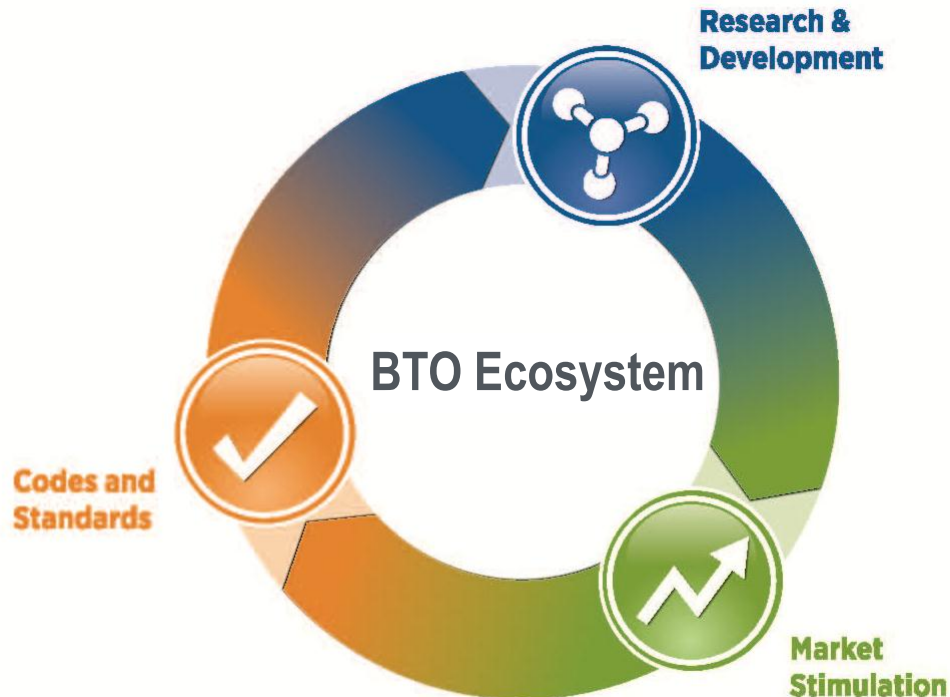 Research &
Development
BTO Ecosystem
Codes and
Standards
Market
Stimulation